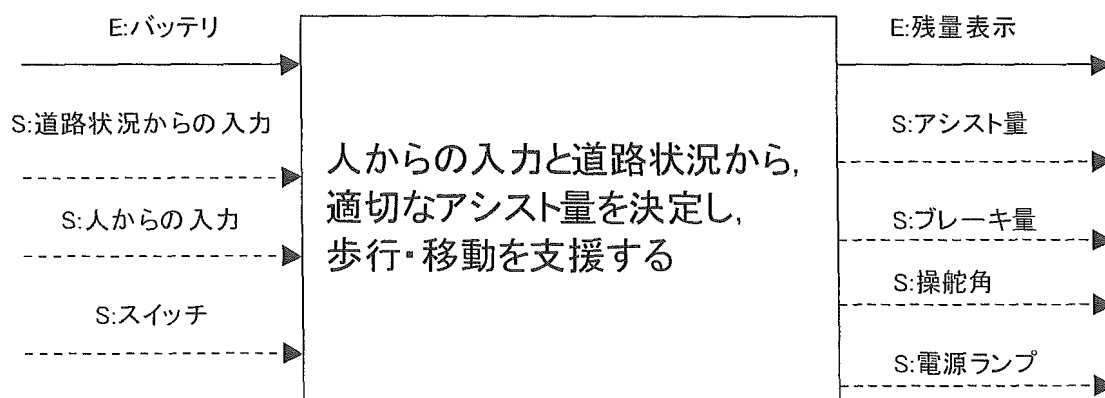 E:バッテリ
S:道路状況からの入力
S:人からの入力
S:スイッチ
人からの入力と道路状況から,
適切なアシスト量を決定し,
歩行・移動を支援する
E:残量表示
S:アシスト量
S:ブレーキ量
S:操舵角
S:電源ランプ